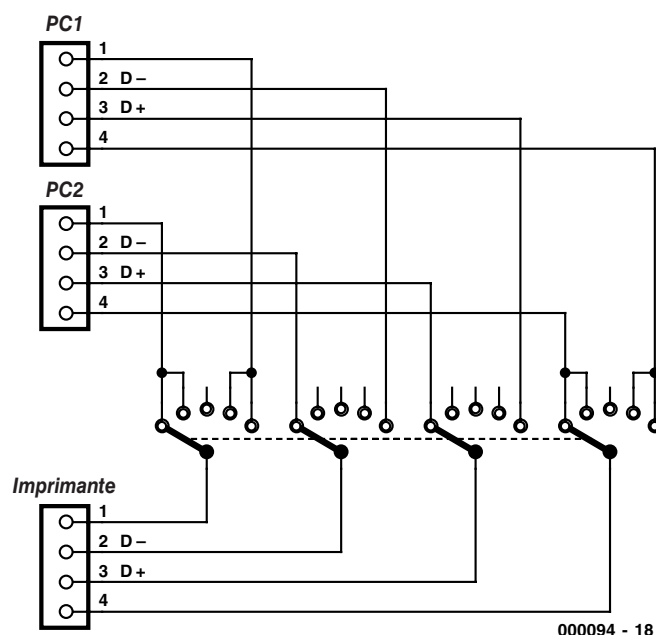 PC1
1
2 D–
3 D+
4
PC2
1
2 D–
3 D+
4
Imprimante
1
2 D–
3 D+
4
000094 - 18